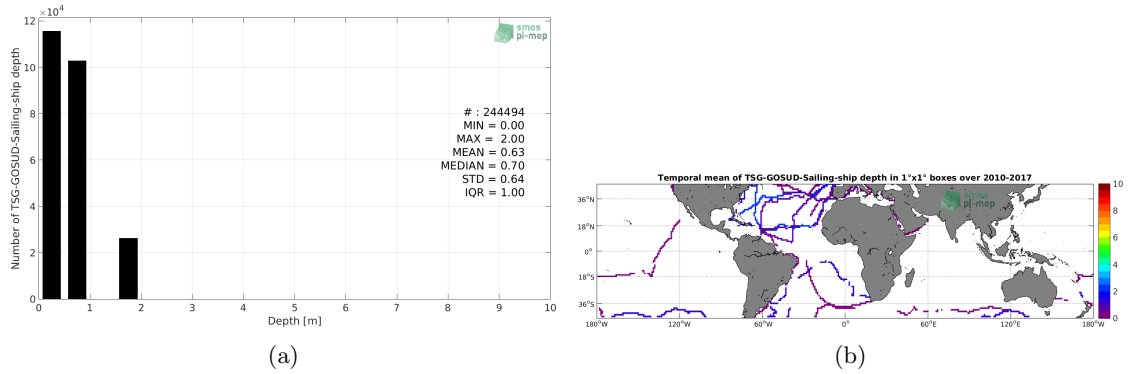 ×10⁴
12
10
8
6
4
2
0
Number of TSG-GOSUD-Sailing-ship depth
smos
pi-mep
# : 244494
MIN = 0.00
MAX = 2.00
MEAN = 0.63
MEDIAN = 0.70
STD = 0.64
IQR = 1.00
0 1 2 3 4 5 6 7 8 9 10
Depth [m]
(a)
Temporal mean of TSG-GOSUD-Sailing-ship depth in 1°x1° boxes over 2010-2017
smos
pi-mep
36°N
18°N
0°
18°S
36°S
180°W 120°W 60°W 0° 60°E 120°E 180°W
10
8
6
4
2
0
(b)